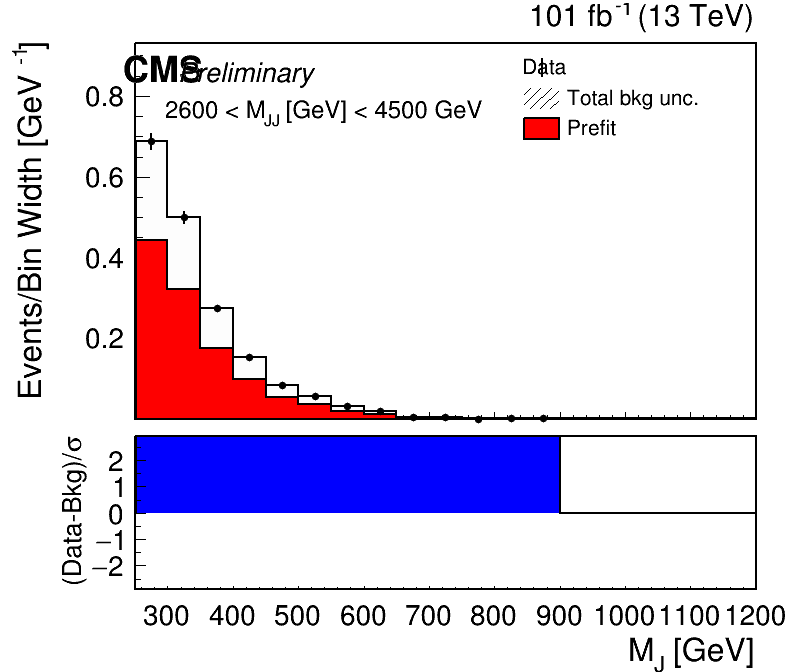 101 fb-1 (13 TeV)
CMS Preliminary
2600 < MJJ [GeV] < 4500 GeV
Data
Total bkg unc.
Prefit
Events/Bin Width [GeV-1]
0.8
0.6
0.4
0.2
(Data-Bkg)/σ
2
1
0
−1
−2
300 400 500 600 700 800 900 1000 1100 1200
MJ [GeV]